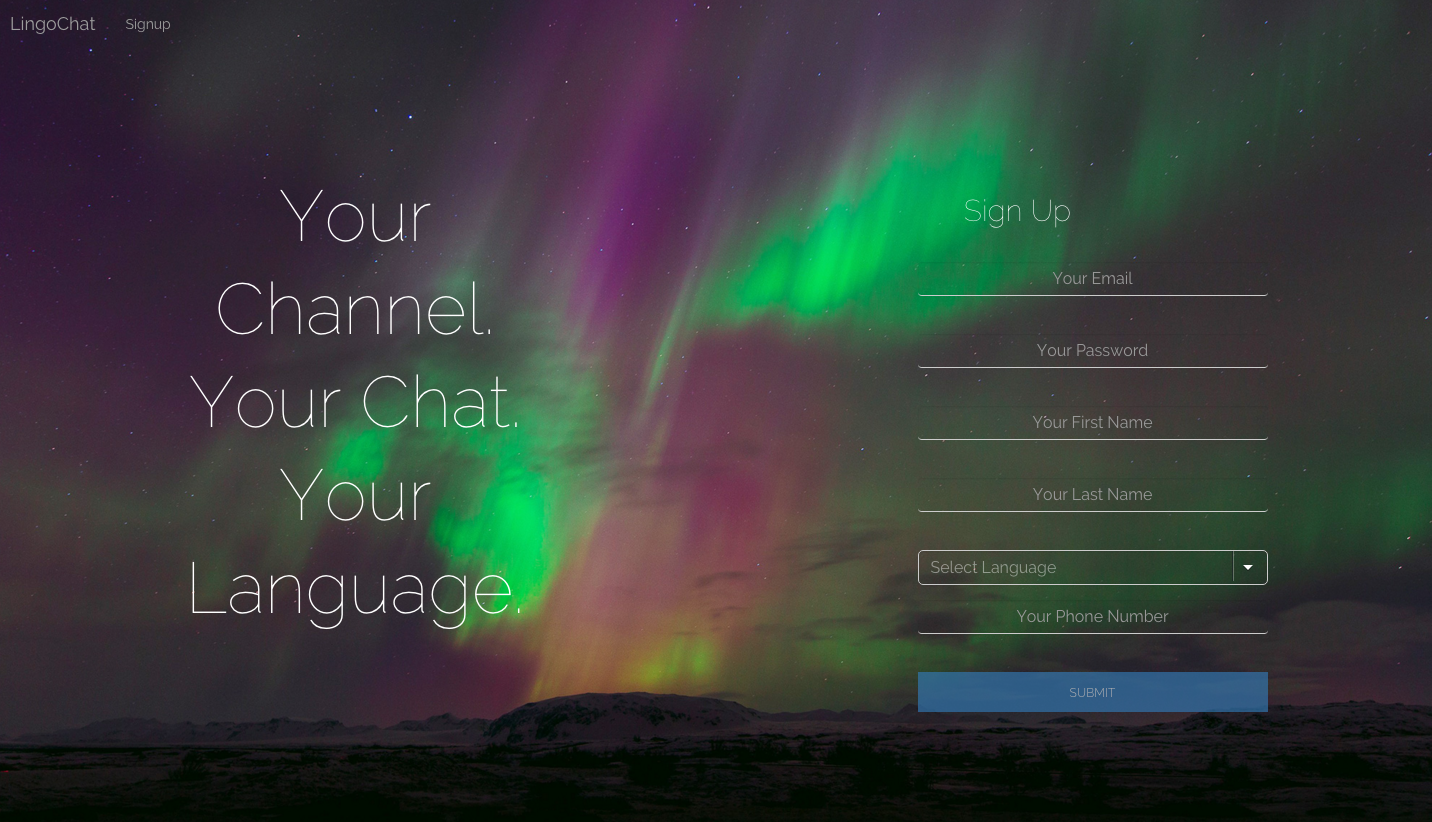 LingoChat Signup
Your
Channel.
Your Chat.
Your
Language.
Sign Up
Your Email
Your Password
Your First Name
Your Last Name
Select Language
Your Phone Number
SUBMIT